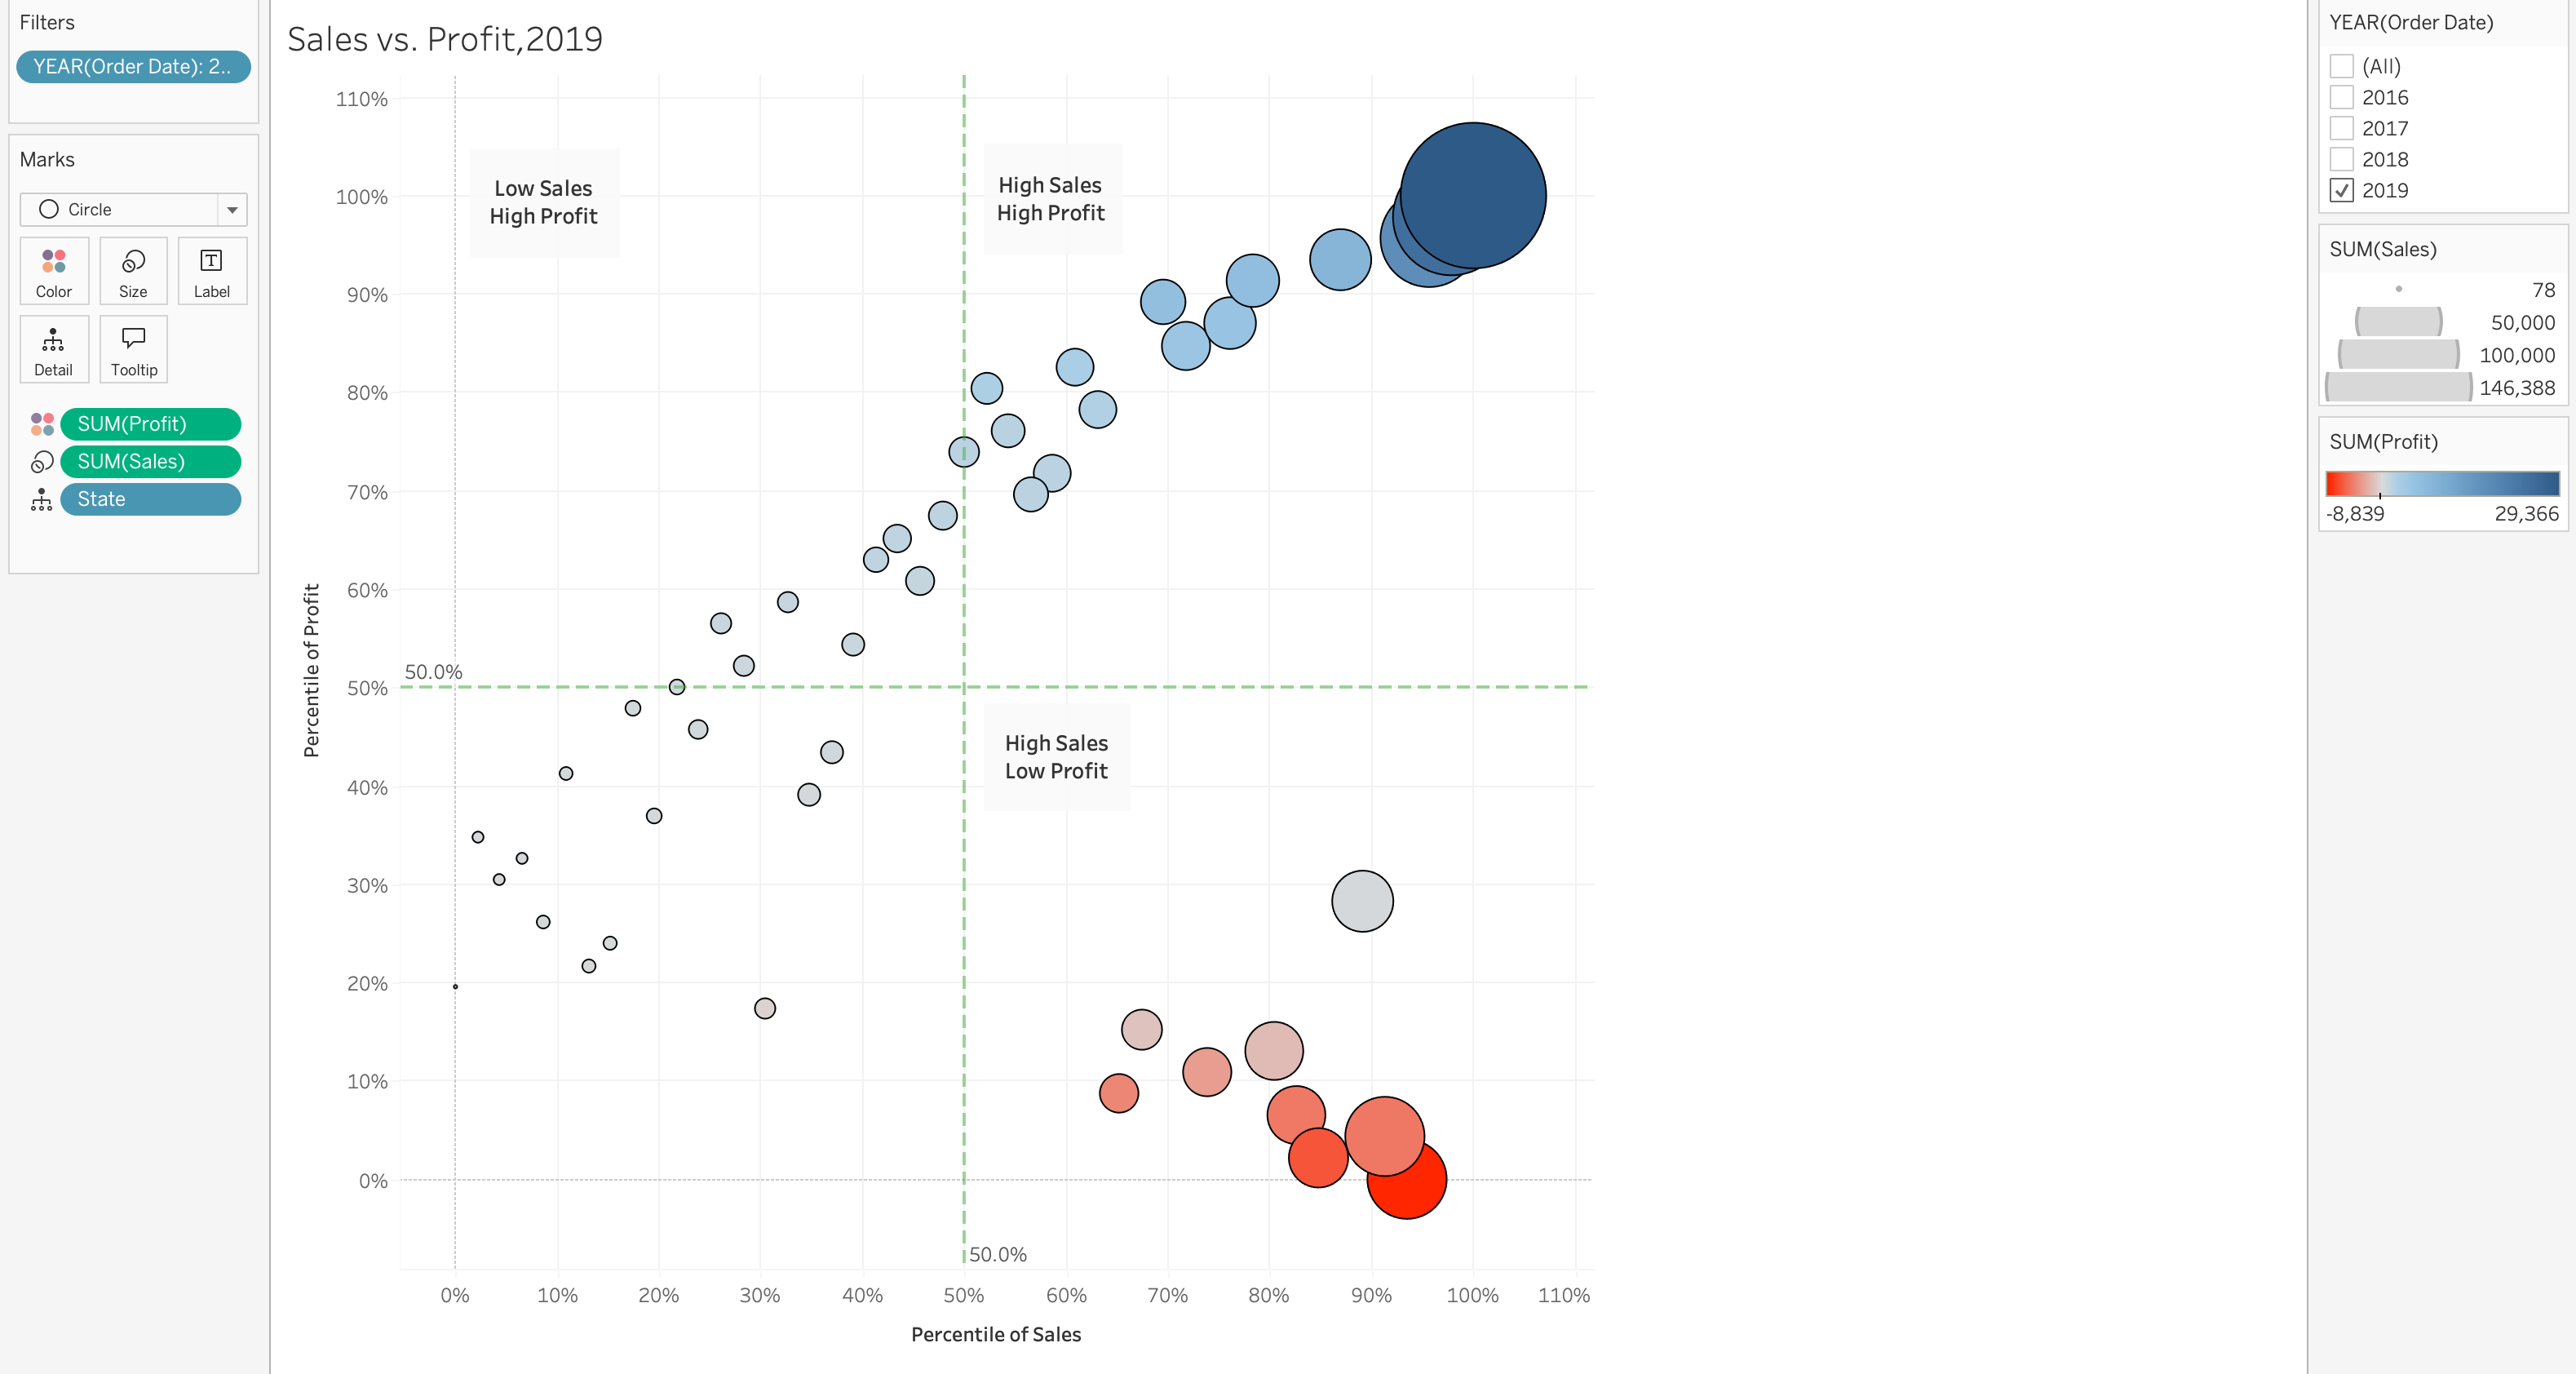 Filters
YEAR(Order Date): 2..
Marks
Circle
Color
Size
Label
Detail
Tooltip
SUM(Profit)
SUM(Sales)
State
Sales vs. Profit,2019
110%
100%
90%
80%
70%
60%
50%
40%
30%
20%
10%
0%
Percentile of Profit
Low Sales
High Profit
High Sales
High Profit
50.0%
High Sales
Low Profit
50.0%
0%
10%
20%
30%
40%
50%
60%
70%
80%
90%
100%
110%
Percentile of Sales
YEAR(Order Date)
(All)
2016
2017
2018
2019
SUM(Sales)
78
50,000
100,000
146,388
SUM(Profit)
-8,839
29,366